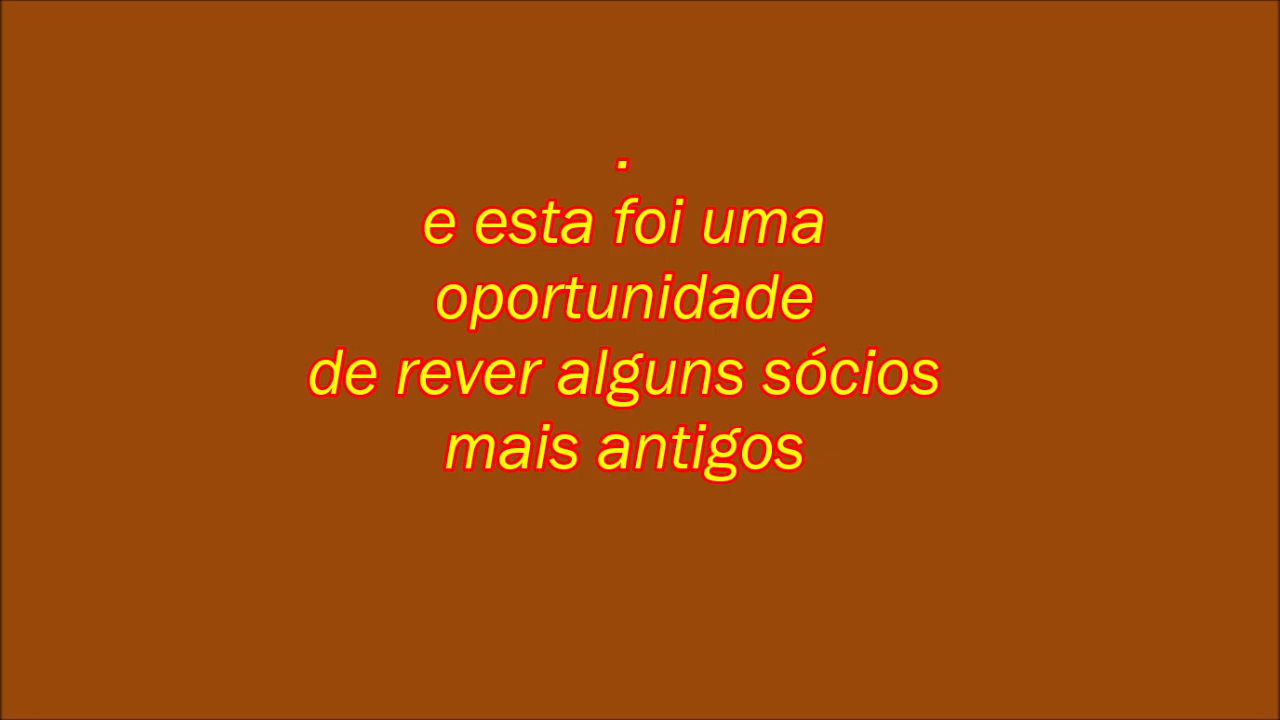 .
e esta foi uma
oportunidade
de rever alguns sócios
mais antigos